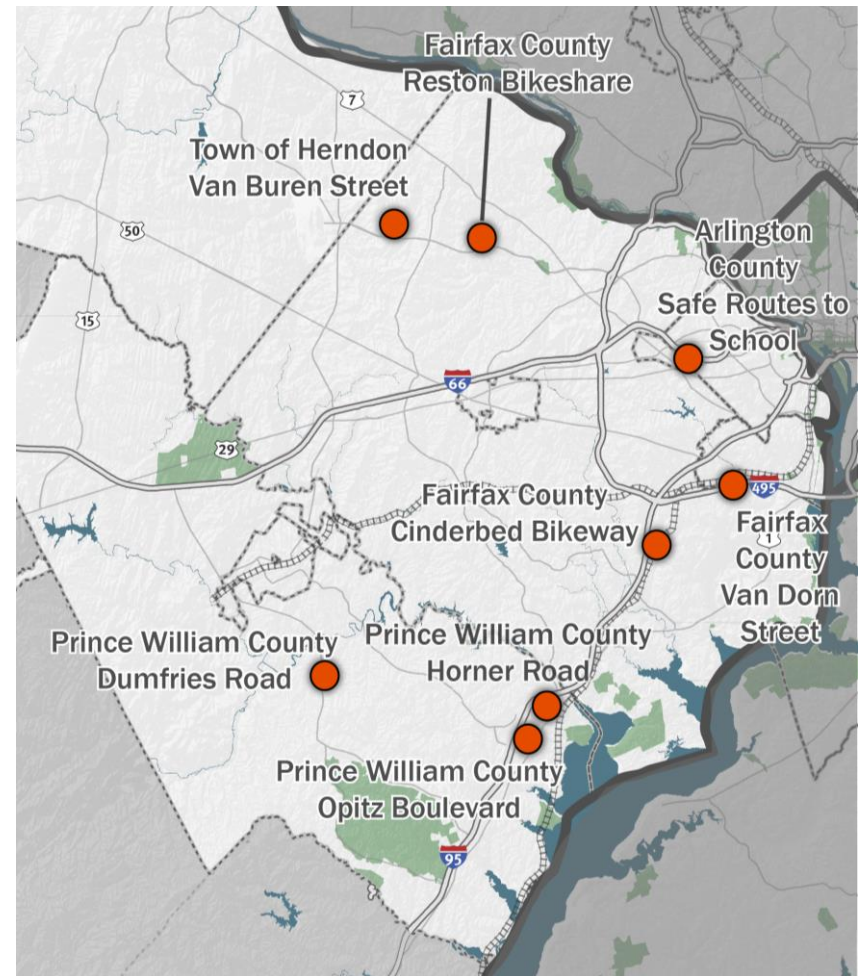 Fairfax County
Reston Bikeshare
7
Town of Herndon
Van Buren Street
50
Arlington
County
Safe Routes to
School
15
66
29
495
Fairfax County
Cinderbed Bikeway
Fairfax
1
County
Van Dorn
Street
Prince William County
Dumfries Road
Prince William County
Horner Road
Prince William County
Opitz Boulevard
95